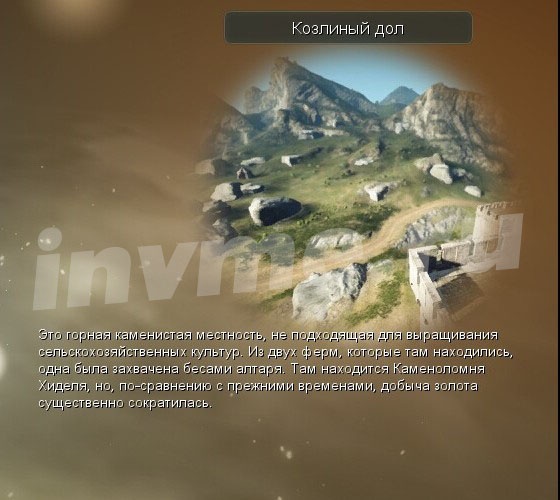 Козлиный дол
Это горная каменистая местность, не подходящая для выращивания
сельскохозяйственных культур. Из двух ферм, которые там находились,
одна была захвачена бесами алтаря. Там находится Каменоломня
Хиделя, но, по-сравнению с прежними временами, добыча золота
существенно сократилась.